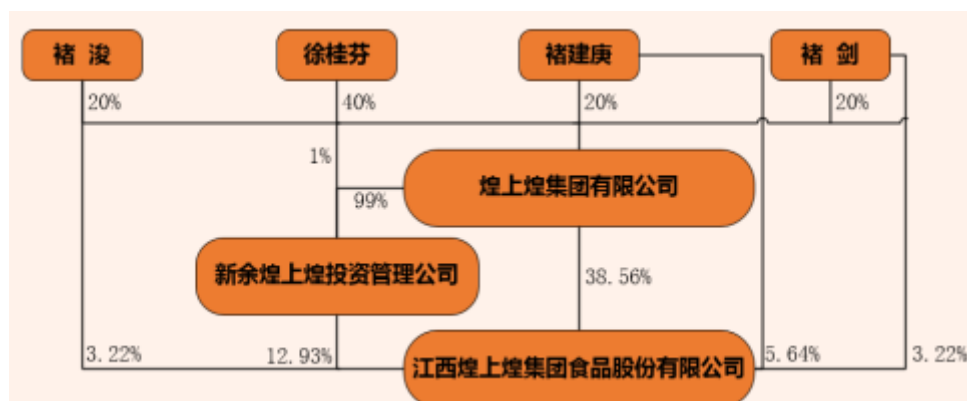 褚 浚
徐桂芬
褚建庚
褚 剑
20%
40%
20%
20%
1%
煌上煌集团有限公司
99%
新余煌上煌投资管理公司
38.56%
3.22%
12.93%
江西煌上煌集团食品股份有限公司
5.64%
3.22%